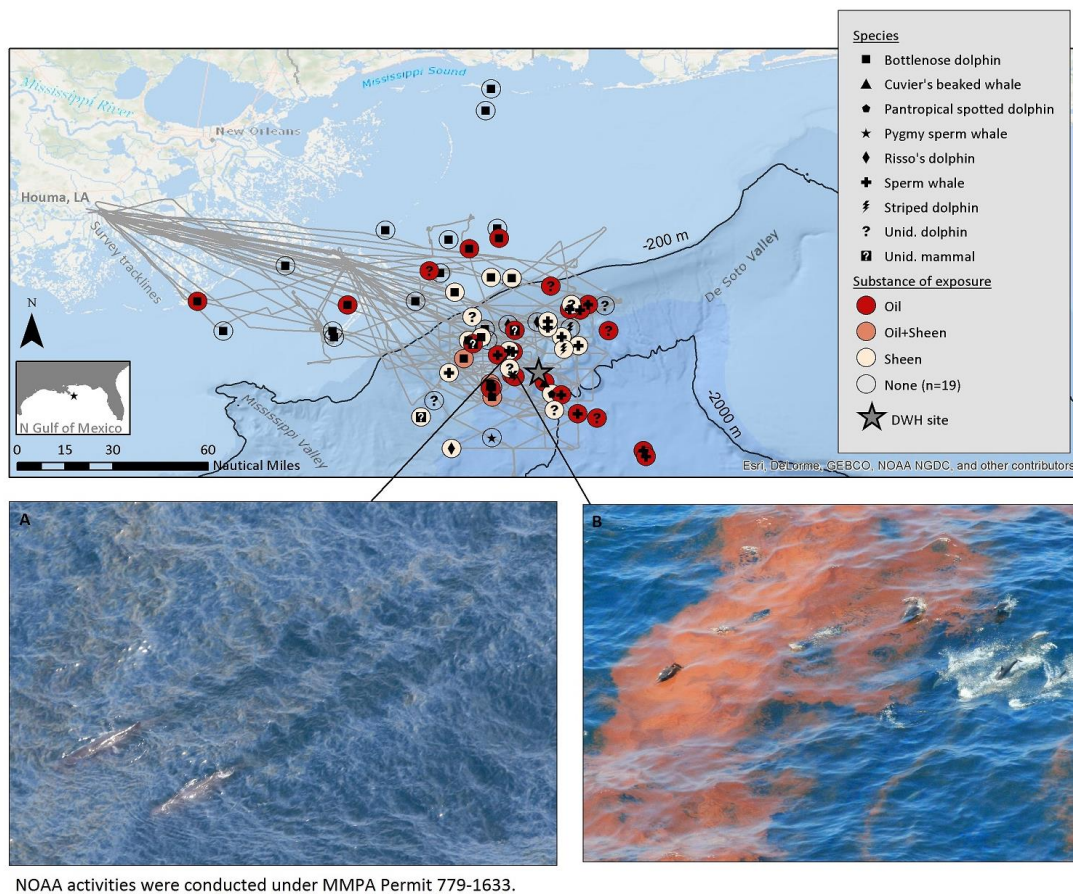 Species
Bottlenose dolphin
Cuvier's beaked whale
Pantropical spotted dolphin
Pygmy sperm whale
Risso's dolphin
Sperm whale
Striped dolphin
? Unid. dolphin
? Unid. mammal
Substance of exposure
Oil
Oil+Sheen
Sheen
None (n=19)
DWH site
Mississippi River
Mississippi Sound
New Orleans
Houma, LA
Survey tracklines
-200 m
De Soto Valley
N
Mississippi Valley
-2000 m
N Gulf of Mexico
0 15 30 60
Nautical Miles
Esri, DeLorme, GEBCO, NOAA NGDC, and other contributors
A
B
NOAA activities were conducted under MMPA Permit 779-1633.